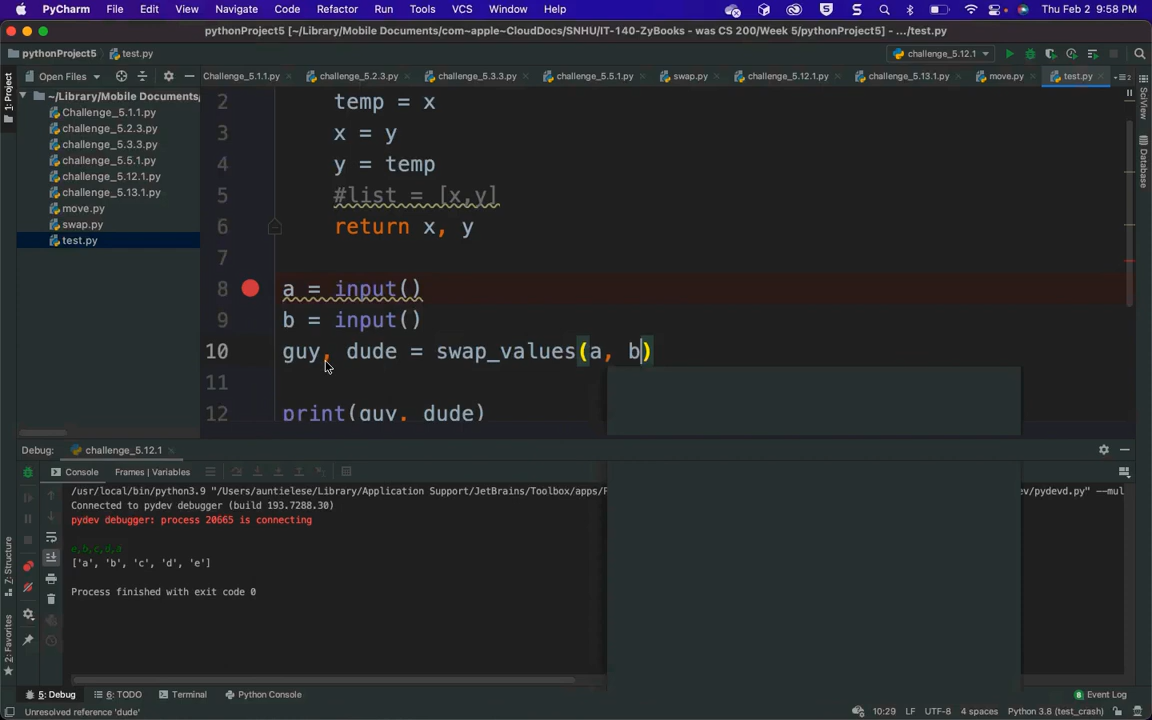 PyCharm File Edit View Navigate Code Refactor Run Tools VCS Window Help Thu Feb 2 9:58 PM
pythonProject5 [~/Library/Mobile Documents/com~apple~CloudDocs/SNHU/IT-140-ZyBooks - was CS 200/Week 5/pythonProject5] - .../test.py
pythonProject5 test.py challenge_5.12.1
Open Files Challenge_5.1.1.py challenge_5.2.3.py challenge_5.3.3.py challenge_5.5.1.py swap.py challenge_5.12.1.py challenge_5.13.1.py move.py test.py
1: Project
~/Library/Mobile Documents/
Challenge_5.1.1.py
challenge_5.2.3.py
challenge_5.3.3.py
challenge_5.5.1.py
challenge_5.12.1.py
challenge_5.13.1.py
move.py
swap.py
test.py
2 temp = x
3 x = y
4 y = temp
5 #list = [x,y]
6 return x, y
7
8 a = input()
9 b = input()
10 guy, dude = swap_values(a, b)
11
12 print(guy, dude)
SciView
Database
Debug: challenge_5.12.1
Console Frames | Variables
/usr/local/bin/python3.9 "/Users/auntielese/Library/Application Support/JetBrains/Toolbox/apps/P ev/pydevd.py" --mul
Connected to pydev debugger (build 193.7288.30)
pydev debugger: process 20665 is connecting
e,b,c,d,a
['a', 'b', 'c', 'd', 'e']
Process finished with exit code 0
7: Structure
2: Favorites
5: Debug 6: TODO Terminal Python Console Event Log
Unresolved reference 'dude' 10:29 LF UTF-8 4 spaces Python 3.8 (test_crash)